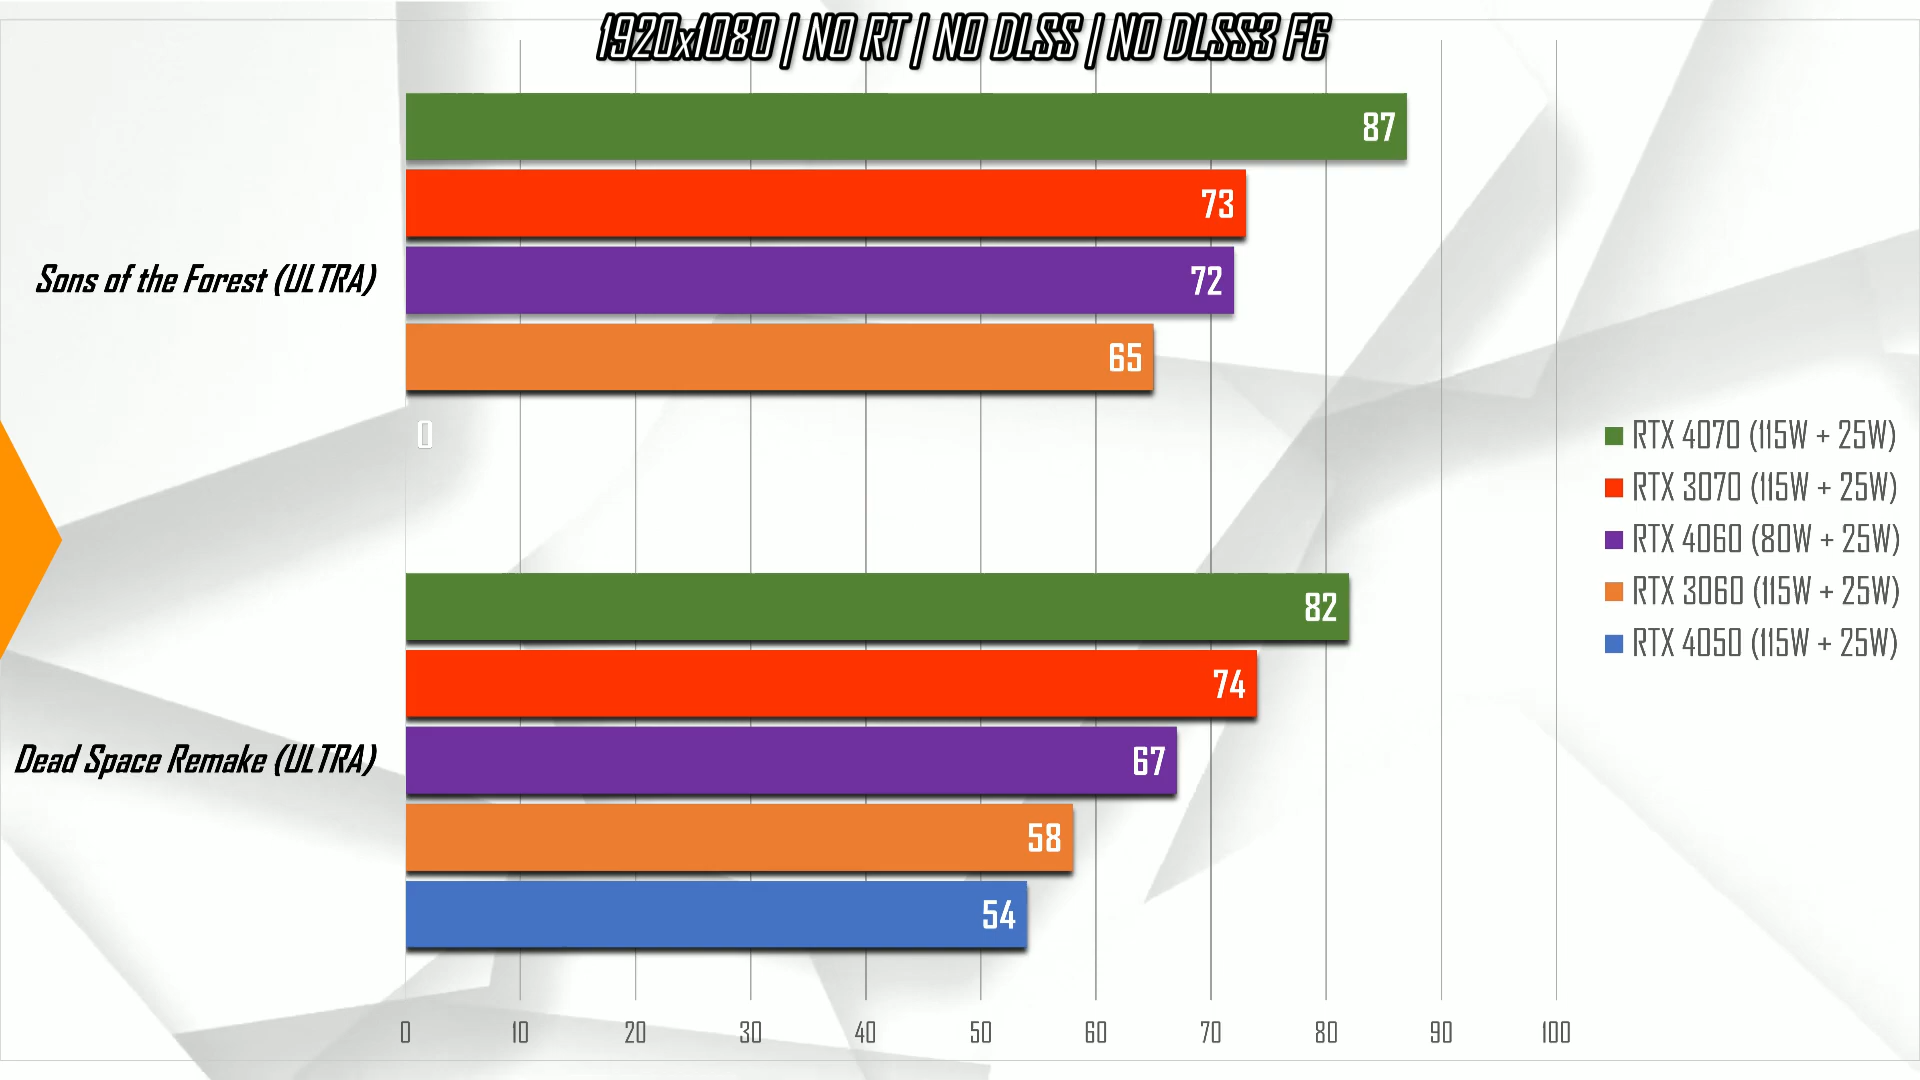 1920x1080 | NO RT | NO DLSS | NO DLSS3 FG
87
73
Sons of the Forest (ULTRA)
72
65
0
82
74
Dead Space Remake (ULTRA)
67
58
54
0 10 20 30 40 50 60 70 80 90 100
RTX 4070 (115W + 25W)
RTX 3070 (115W + 25W)
RTX 4060 (80W + 25W)
RTX 3060 (115W + 25W)
RTX 4050 (115W + 25W)